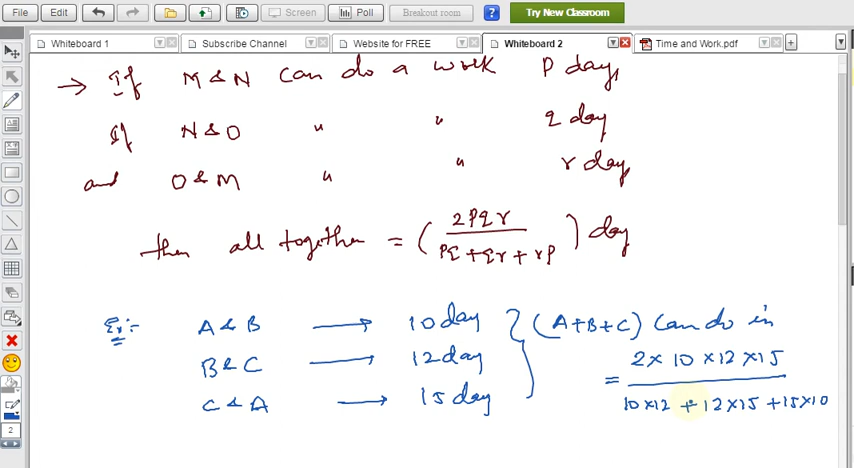 File Edit Screen Poll Breakout room Try New Classroom
Whiteboard 1 Subscribe Channel Website for FREE Whiteboard 2 Time and Work.pdf
→ If M & N can do a work P days
If N & O " " q day
and O & M " " r day
then all together = (2pqr / pq + qr + rp) day
Ex:- A & B → 10 day } (A+B+C) can do in
B & C → 12 day
C & A → 15 day
= 2 × 10 × 12 × 15 / 10×12 + 12×15 + 15×10
2